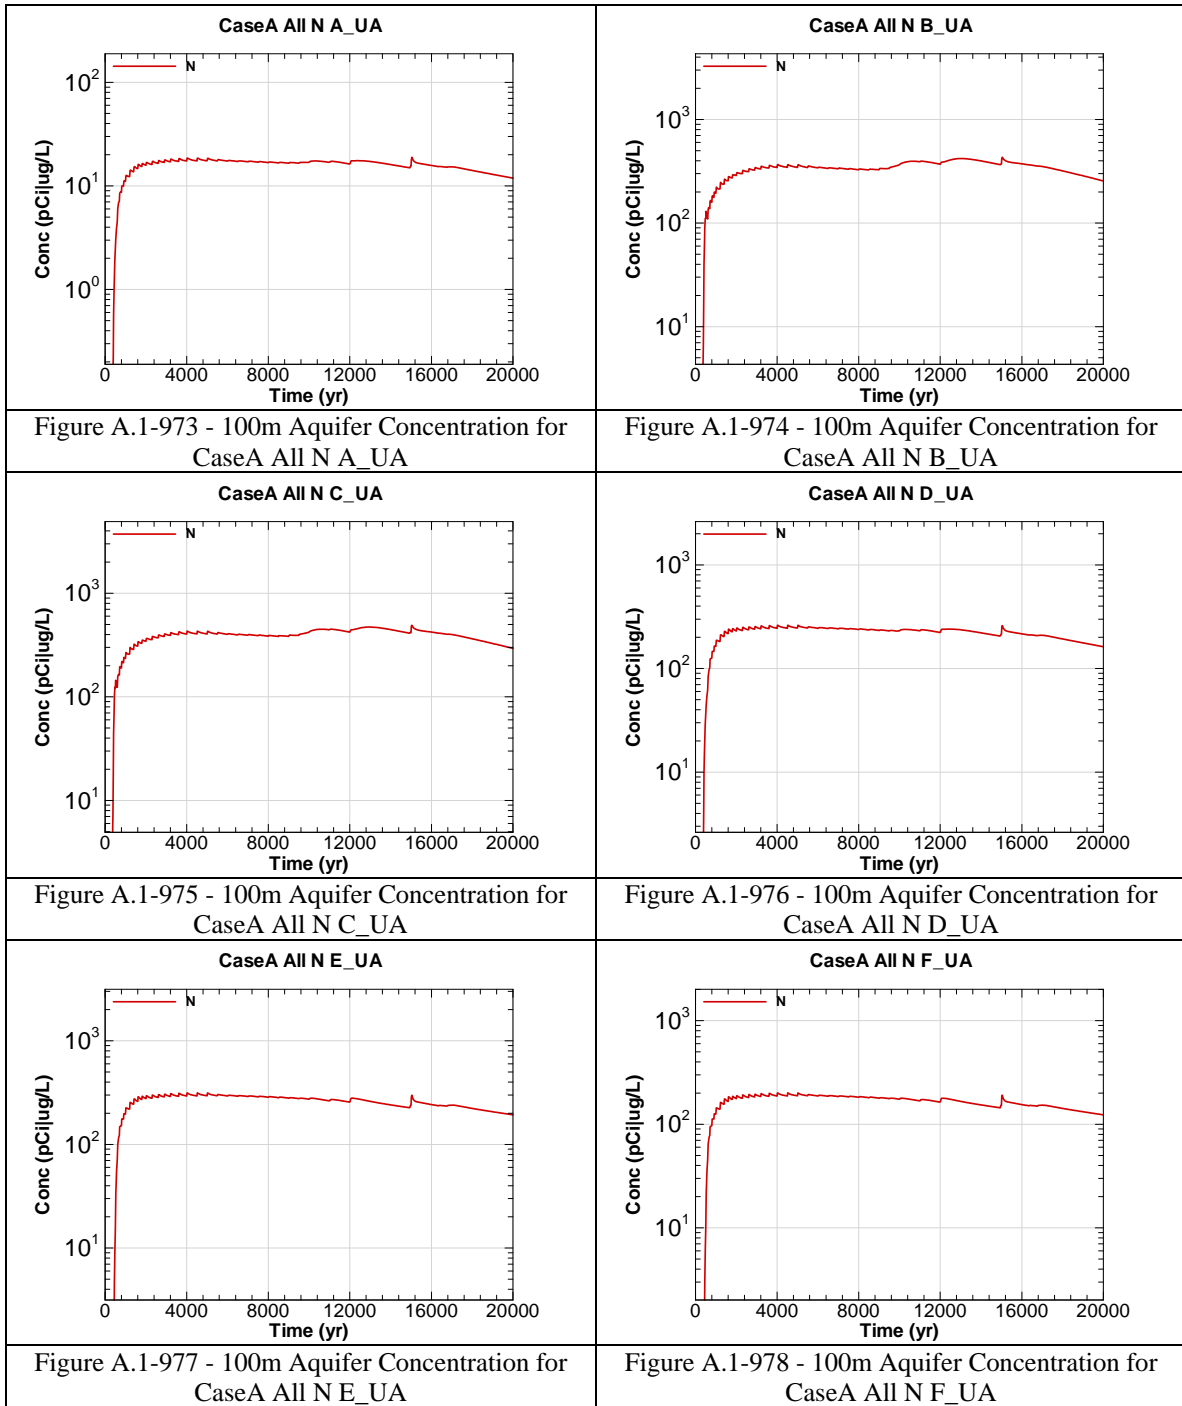 CaseA All N A_UA
N
10^2
10^1
10^0
Conc (pCi|ug/L)
0 4000 8000 12000 16000 20000
Time (yr)
Figure A.1-973 - 100m Aquifer Concentration for
CaseA All N A_UA
CaseA All N B_UA
N
10^3
10^2
10^1
Conc (pCi|ug/L)
0 4000 8000 12000 16000 20000
Time (yr)
Figure A.1-974 - 100m Aquifer Concentration for
CaseA All N B_UA
CaseA All N C_UA
N
10^3
10^2
10^1
Conc (pCi|ug/L)
0 4000 8000 12000 16000 20000
Time (yr)
Figure A.1-975 - 100m Aquifer Concentration for
CaseA All N C_UA
CaseA All N D_UA
N
10^3
10^2
10^1
Conc (pCi|ug/L)
0 4000 8000 12000 16000 20000
Time (yr)
Figure A.1-976 - 100m Aquifer Concentration for
CaseA All N D_UA
CaseA All N E_UA
N
10^3
10^2
10^1
Conc (pCi|ug/L)
0 4000 8000 12000 16000 20000
Time (yr)
Figure A.1-977 - 100m Aquifer Concentration for
CaseA All N E_UA
CaseA All N F_UA
N
10^3
10^2
10^1
Conc (pCi|ug/L)
0 4000 8000 12000 16000 20000
Time (yr)
Figure A.1-978 - 100m Aquifer Concentration for
CaseA All N F_UA